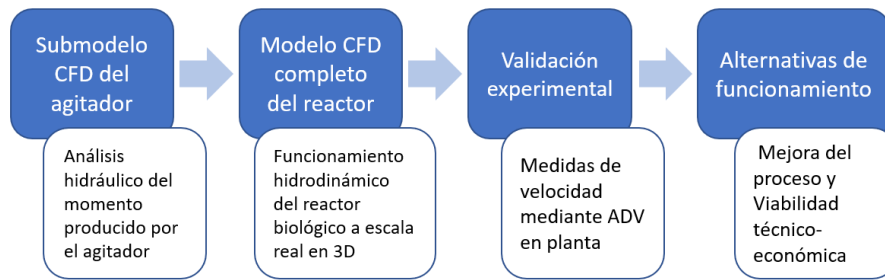 Submodelo
CFD del
agitador
Análisis
hidráulico del
momento
producido por
el agitador
Modelo CFD
completo
del reactor
Funcionamiento
hidrodinámico
del reactor
biológico a escala
real en 3D
Validación
experimental
Medidas de
velocidad
mediante ADV
en planta
Alternativas de
funcionamiento
Mejora del
proceso y
Viabilidad
técnico-
económica